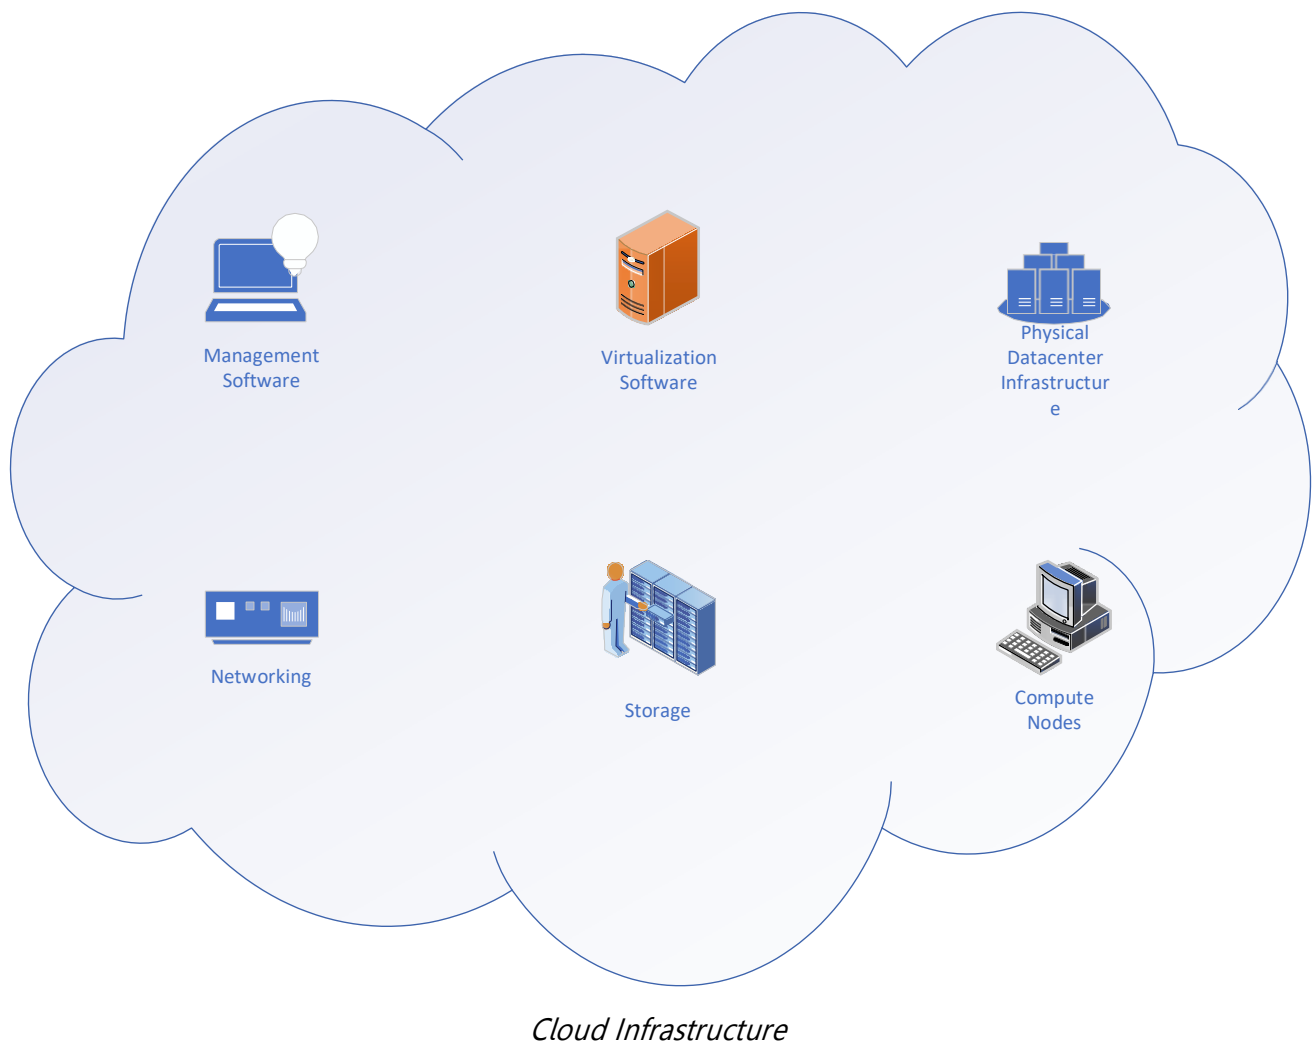 Management
Software
Virtualization
Software
Physical
Datacenter
Infrastructur
e
Networking
Storage
Compute
Nodes
Cloud Infrastructure